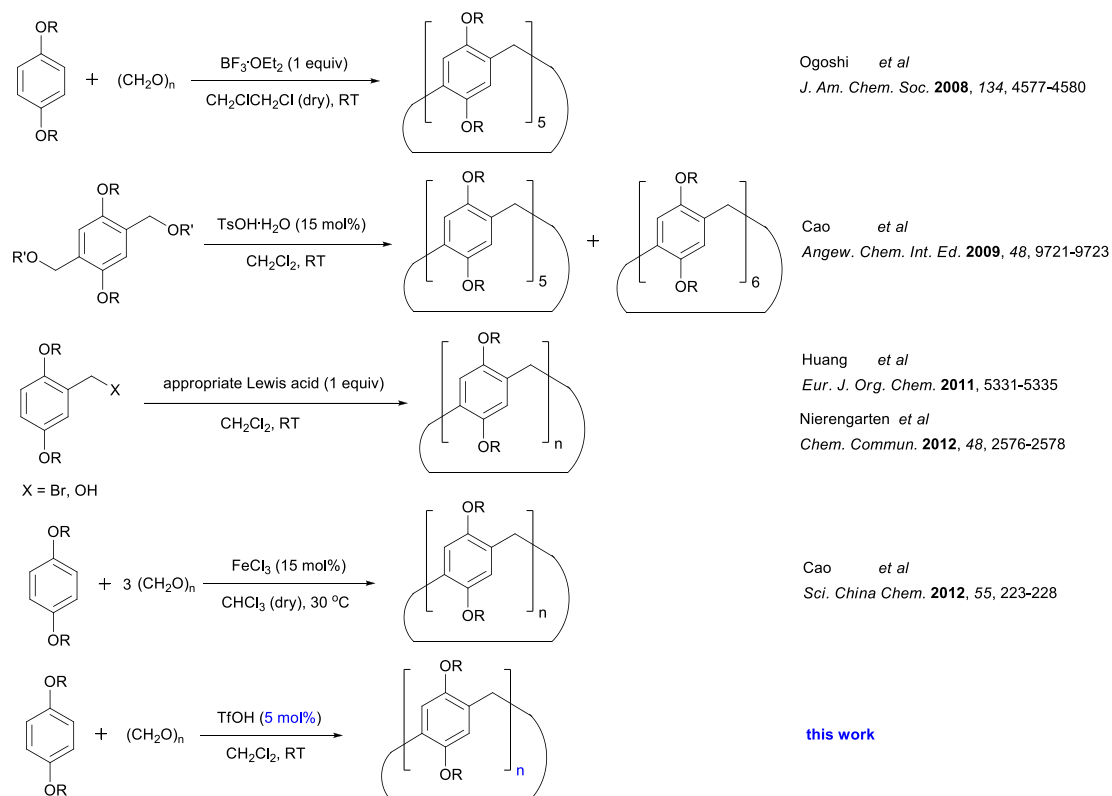 OR
OR
+
(CH2O)n
BF3·OEt2 (1 equiv)
CH2ClCH2Cl (dry), RT
OR
OR
5
Ogoshi et al
J. Am. Chem. Soc. 2008, 134, 4577-4580
OR
OR'
R'O
OR
TsOH·H2O (15 mol%)
CH2Cl2, RT
OR
OR
5
+
OR
OR
6
Cao et al
Angew. Chem. Int. Ed. 2009, 48, 9721-9723
OR
X
OR
X = Br, OH
appropriate Lewis acid (1 equiv)
CH2Cl2, RT
OR
OR
n
Huang et al
Eur. J. Org. Chem. 2011, 5331-5335
Nierengarten et al
Chem. Commun. 2012, 48, 2576-2578
OR
OR
+ 3 (CH2O)n
FeCl3 (15 mol%)
CHCl3 (dry), 30 oC
OR
OR
n
Cao et al
Sci. China Chem. 2012, 55, 223-228
OR
OR
+
(CH2O)n
TfOH (5 mol%)
CH2Cl2, RT
OR
OR
n
this work